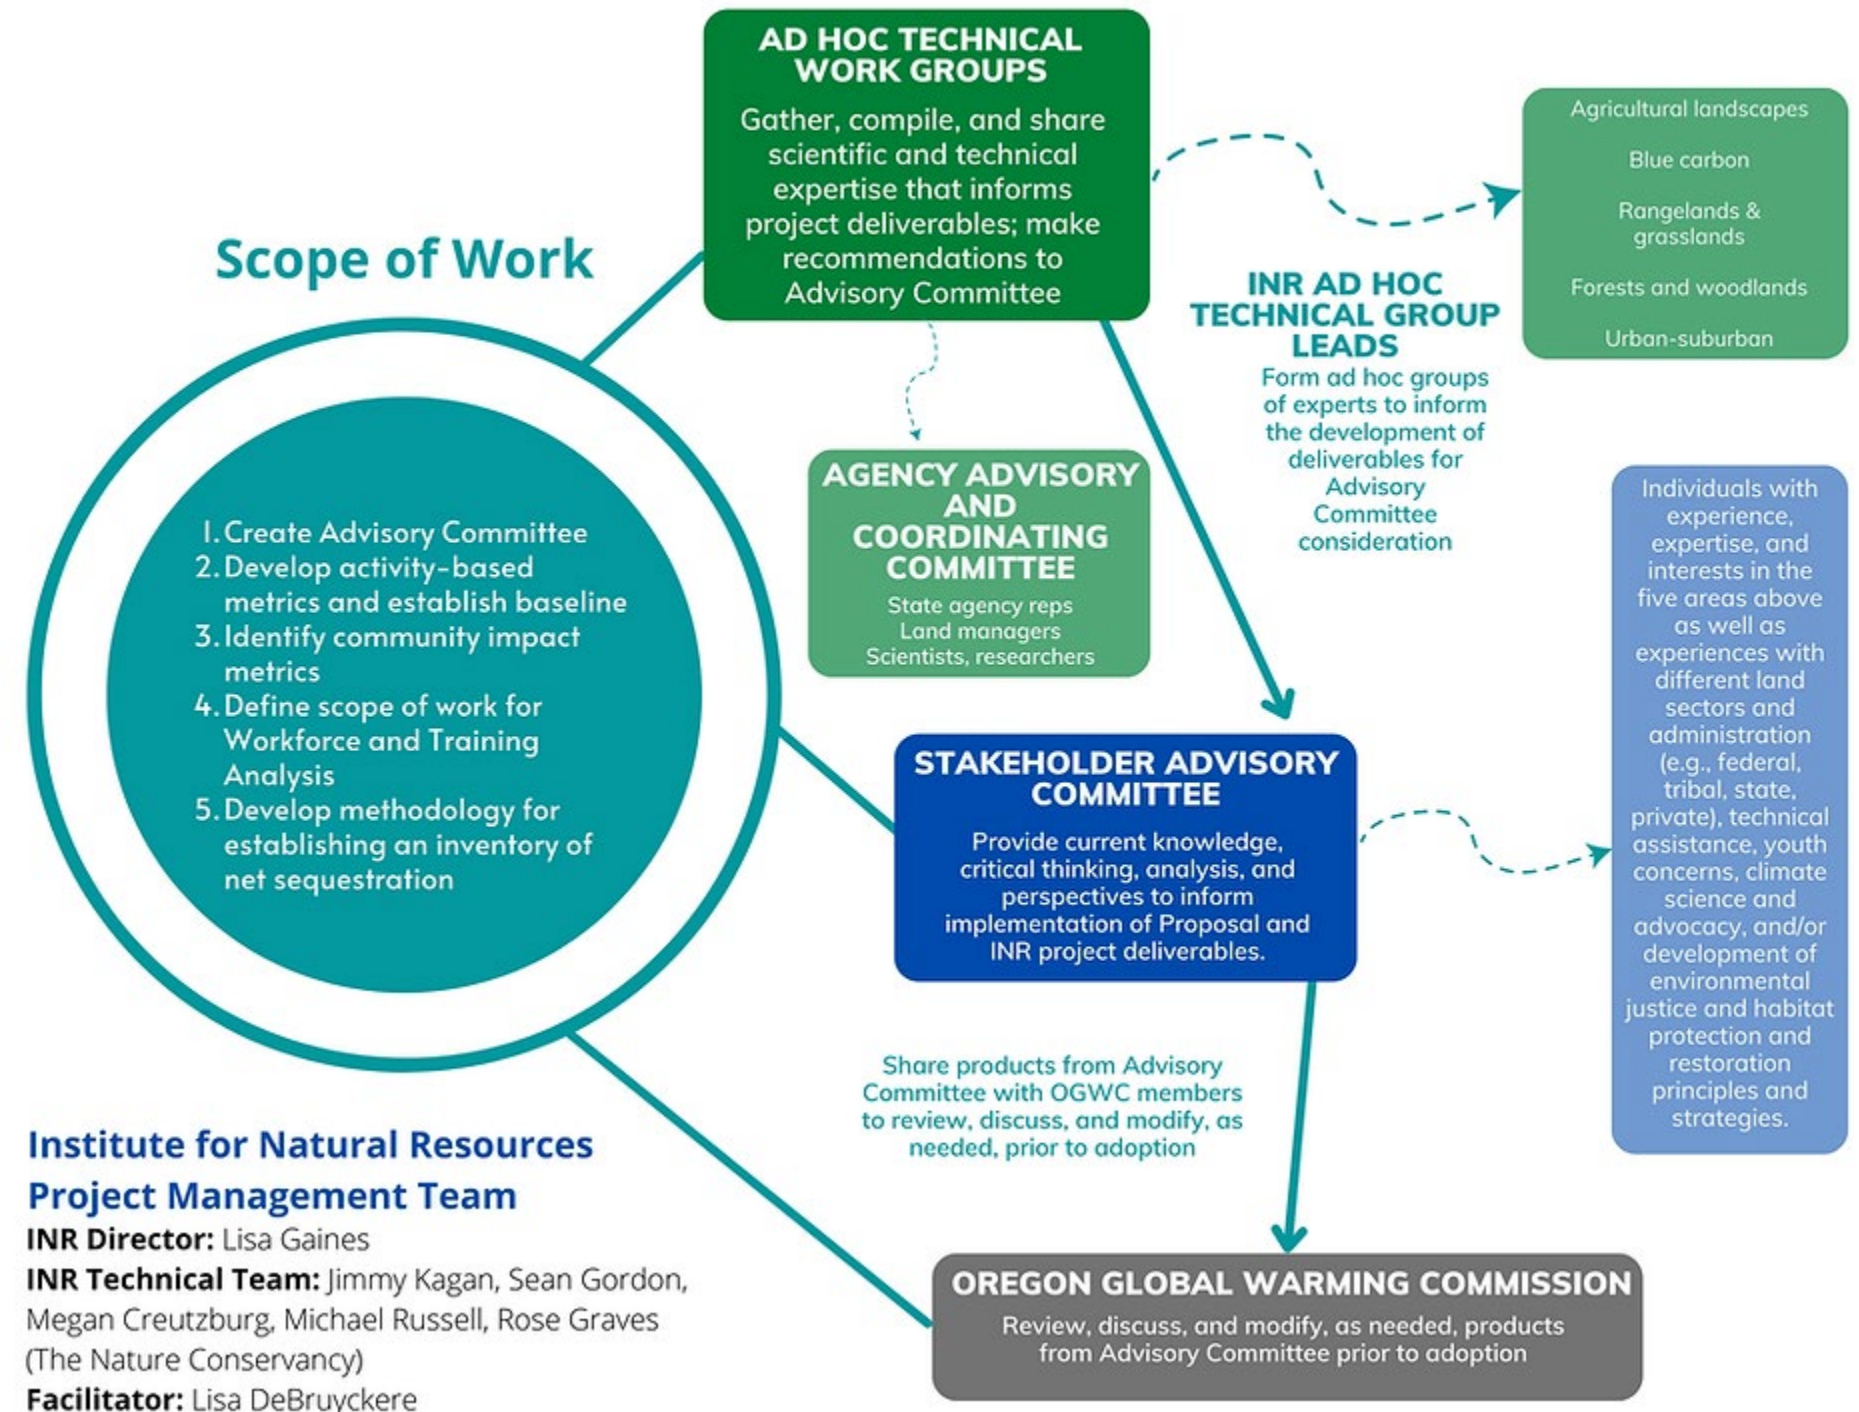 AD HOC TECHNICAL
WORK GROUPS
Gather, compile, and share
scientific and technical
expertise that informs
project deliverables; make
recommendations to
Advisory Committee
Agricultural landscapes
Blue carbon
Rangelands &
grasslands
Forests and woodlands
Urban-suburban
Scope of Work
1. Create Advisory Committee
2. Develop activity-based
metrics and establish baseline
3. Identify community impact
metrics
4. Define scope of work for
Workforce and Training
Analysis
5. Develop methodology for
establishing an inventory of
net sequestration
INR AD HOC
TECHNICAL GROUP
LEADS
Form ad hoc groups
of experts to inform
the development of
deliverables for
Advisory
Committee
consideration
AGENCY ADVISORY
AND
COORDINATING
COMMITTEE
State agency reps
Land managers
Scientists, researchers
Individuals with
experience,
expertise, and
interests in the
five areas above
as well as
experiences with
different land
sectors and
administration
(e.g., federal,
tribal, state,
private), technical
assistance, youth
concerns, climate
science and
advocacy, and/or
development of
environmental
justice and habitat
protection and
restoration
principles and
strategies.
STAKEHOLDER ADVISORY
COMMITTEE
Provide current knowledge,
critical thinking, analysis, and
perspectives to inform
implementation of Proposal and
INR project deliverables.
Share products from Advisory
Committee with OGWC members
to review, discuss, and modify, as
needed, prior to adoption
OREGON GLOBAL WARMING COMMISSION
Review, discuss, and modify, as needed, products
from Advisory Committee prior to adoption
Institute for Natural Resources
Project Management Team
INR Director: Lisa Gaines
INR Technical Team: Jimmy Kagan, Sean Gordon,
Megan Creutzburg, Michael Russell, Rose Graves
(The Nature Conservancy)
Facilitator: Lisa DeBruyckere